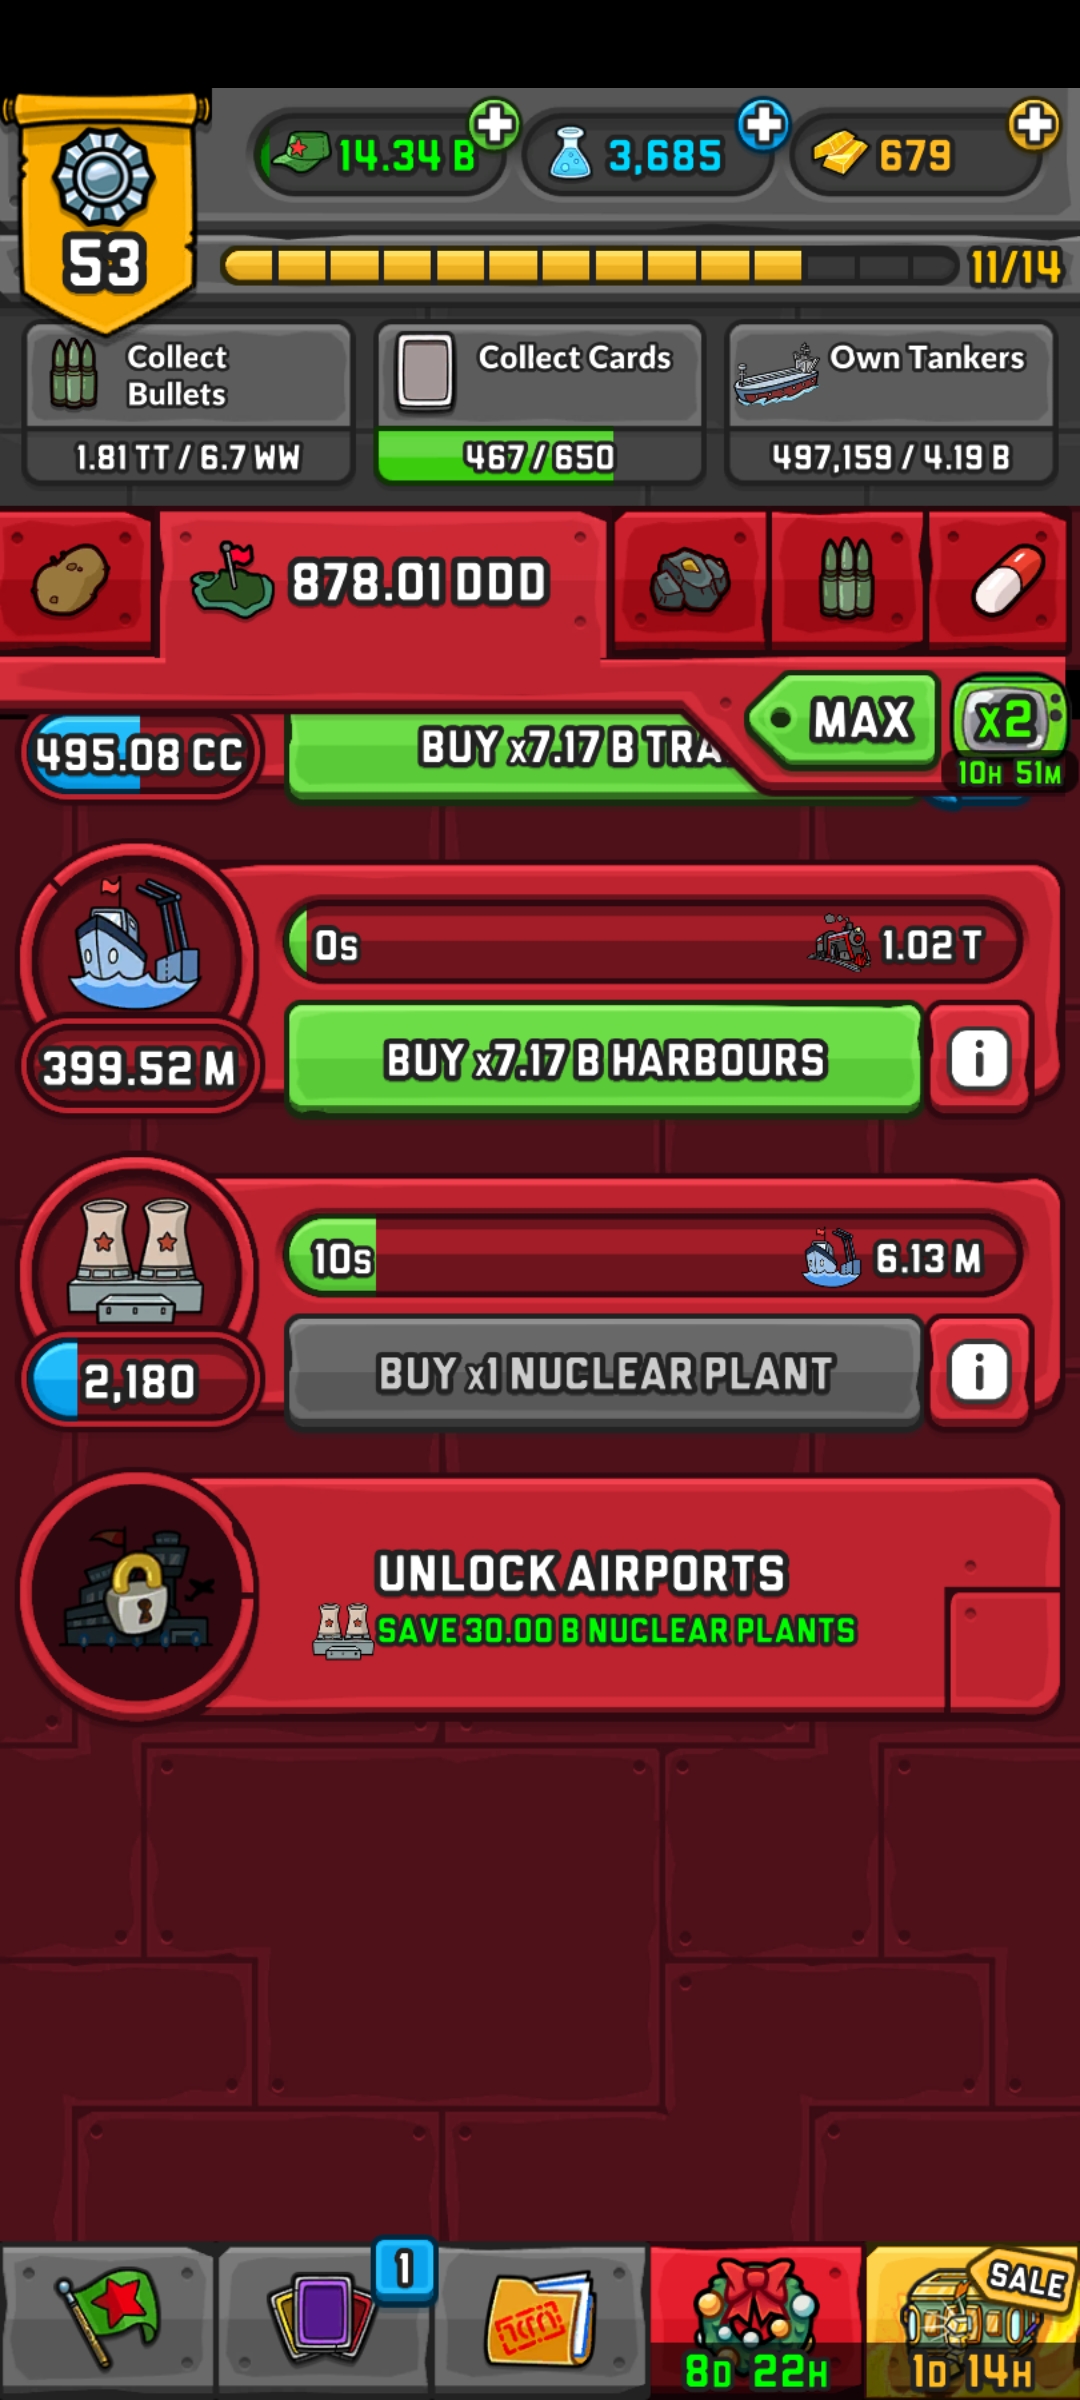 14.34 B
3,685
679
53
11/14
Collect
Bullets
Collect Cards
Own Tankers
1.81 TT / 6.7 WW
467 / 650
497,159 / 4.19 B
878.01 DDD
MAX
x2
10H 51M
495.08 CC
BUY x7.17 B
0s
1.02 T
399.52 M
BUY x7.17 B HARBOURS
i
10s
6.13 M
2,180
BUY x1 NUCLEAR PLANT
i
UNLOCK AIRPORTS
SAVE 30.00 B NUCLEAR PLANTS
1
SALE
8D 22H
1D 14H